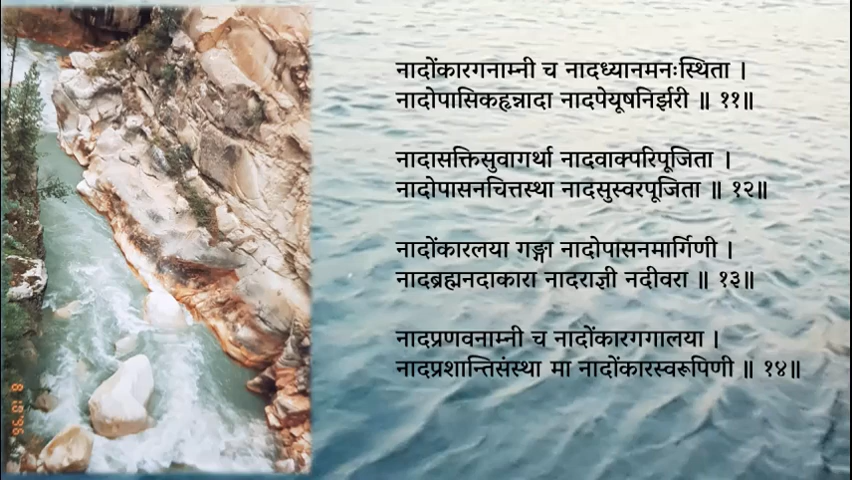 नादोंकारगनाम्नी च नादध्यानमनःस्थिता ।
नादोपासिकहृन्नादा नादपेयूषनिर्झरी ॥ ११॥
नादासक्तिसुवागर्था नादवाक्परिपूजिता ।
नादोपासनचित्तस्था नादसुस्वरपूजिता ॥ १२॥
नादोंकारलया गङ्गा नादोपासनमार्गिणी ।
नादब्रह्मनदाकारा नादराज्ञी नदीवरा ॥ १३॥
नादप्रणवनाम्नी च नादोंकारगगालया ।
नादप्रशान्तिसंस्था मा नादोंकारस्वरूपिणी ॥ १४॥